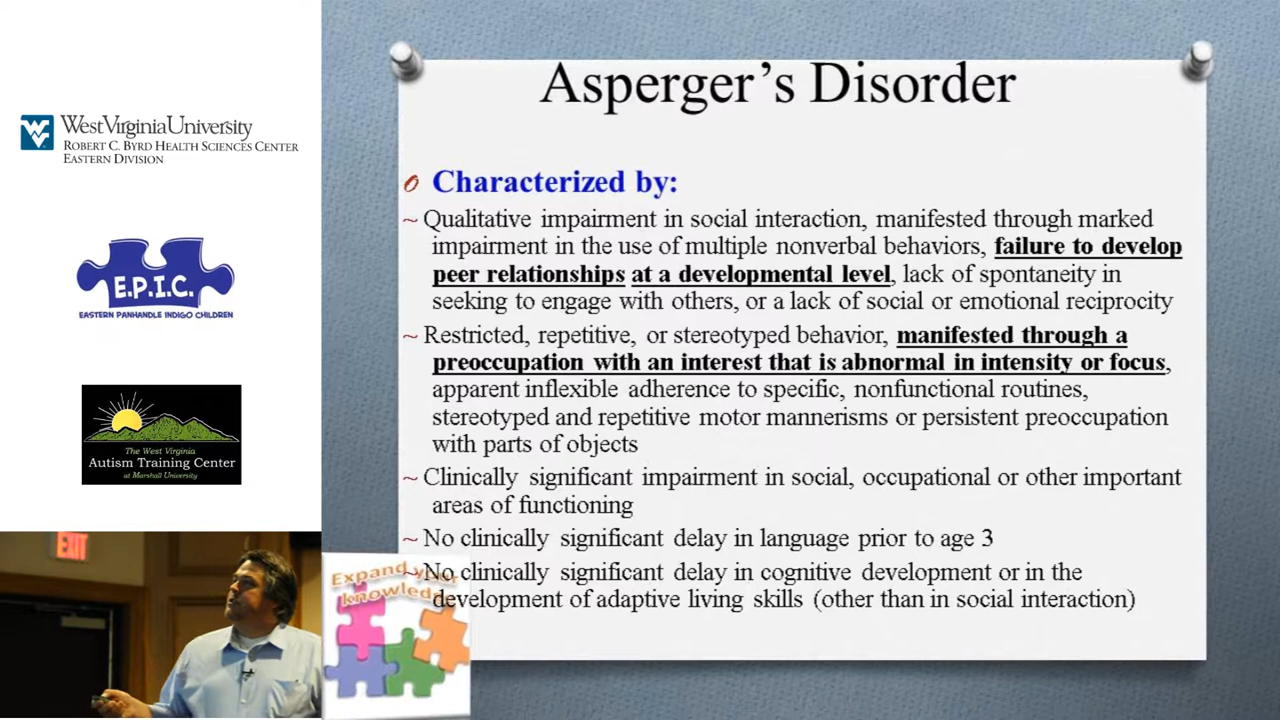 West Virginia University
ROBERT C. BYRD HEALTH SCIENCES CENTER
EASTERN DIVISION
E.P.I.C.
EASTERN PANHANDLE INDIGO CHILDREN
The West Virginia
Autism Training Center
at Marshall University
EXIT
Asperger's Disorder
Characterized by:
~ Qualitative impairment in social interaction, manifested through marked
impairment in the use of multiple nonverbal behaviors, failure to develop
peer relationships at a developmental level, lack of spontaneity in
seeking to engage with others, or a lack of social or emotional reciprocity
~ Restricted, repetitive, or stereotyped behavior, manifested through a
preoccupation with an interest that is abnormal in intensity or focus,
apparent inflexible adherence to specific, nonfunctional routines,
stereotyped and repetitive motor mannerisms or persistent preoccupation
with parts of objects
~ Clinically significant impairment in social, occupational or other important
areas of functioning
~ No clinically significant delay in language prior to age 3
~ No clinically significant delay in cognitive development or in the
development of adaptive living skills (other than in social interaction)
Expand your
knowledge